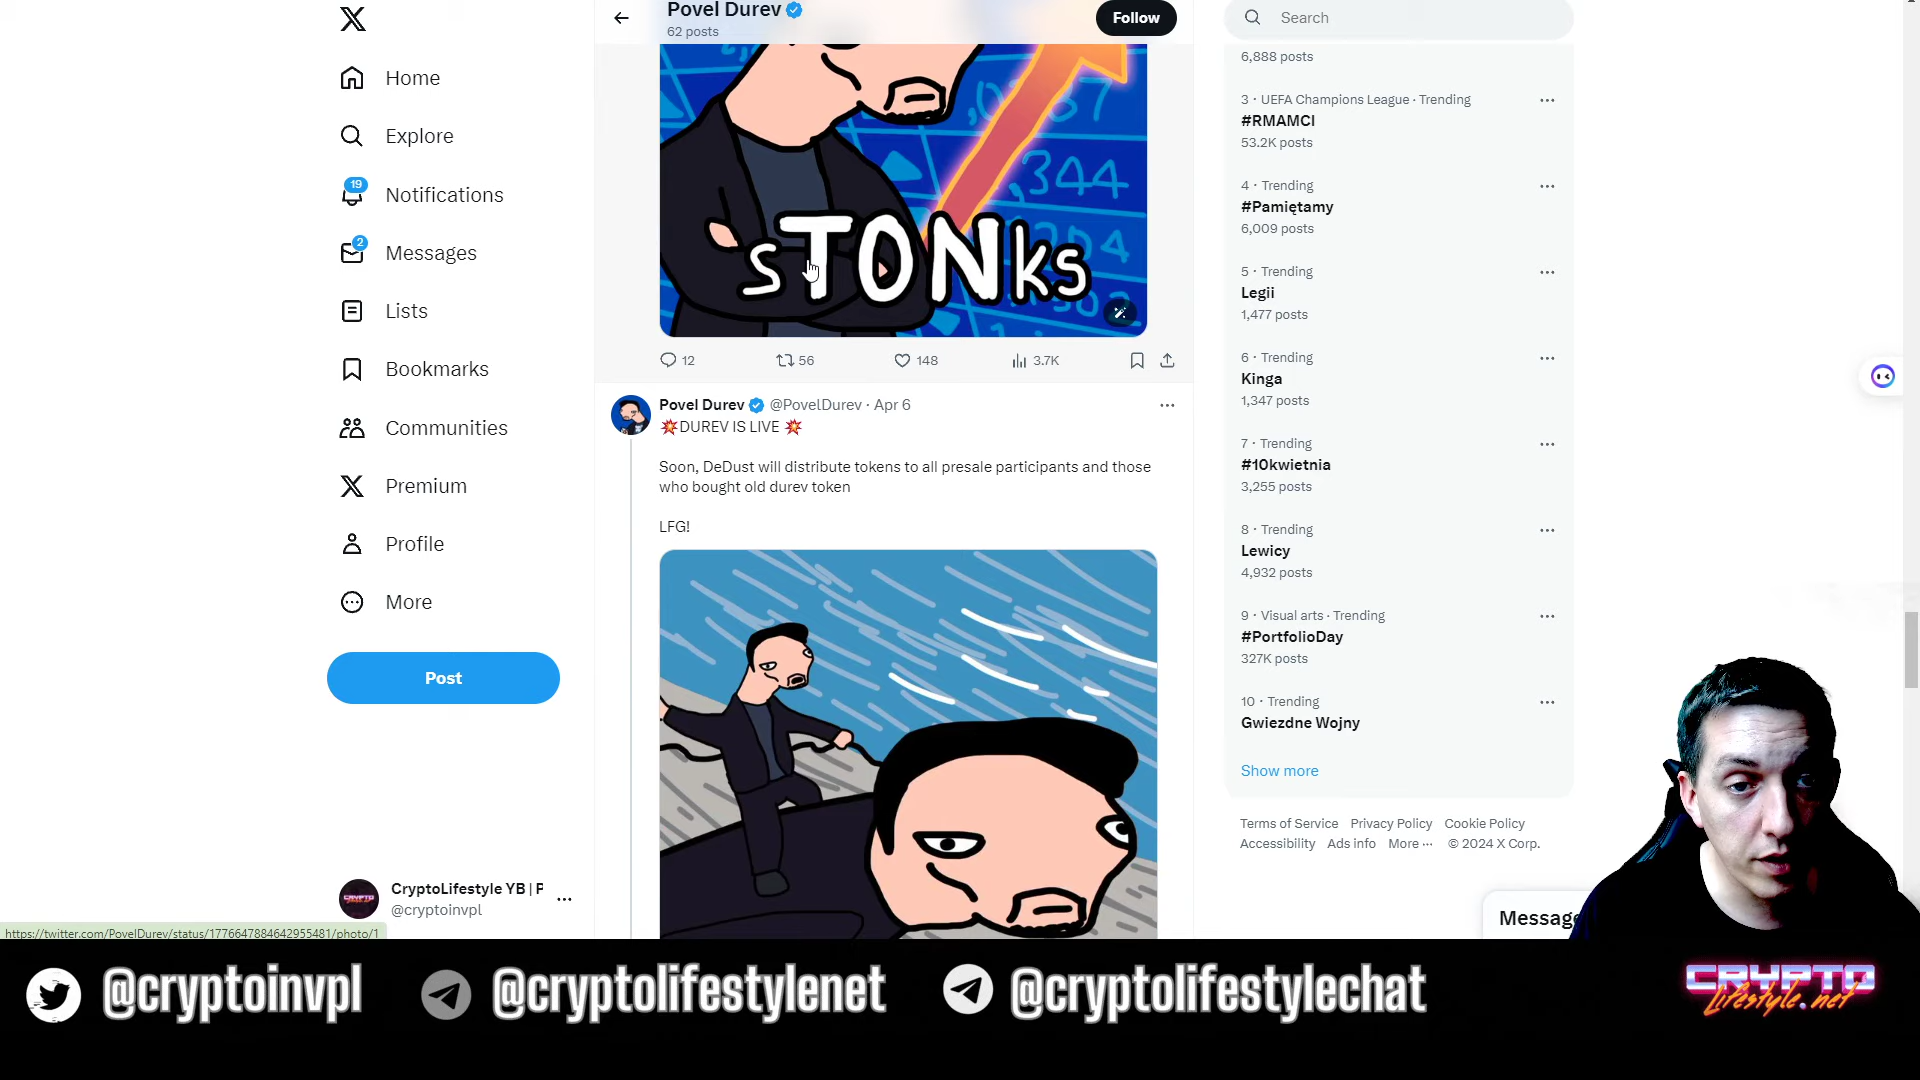 Home
Explore
19
Notifications
2
Messages
Lists
Bookmarks
Communities
Premium
Profile
More
Post
CryptoLifestyle YB | P
@cryptoinvpl
https://twitter.com/PovelDurev/status/1776647884642955481/photo/1
Povel Durev
62 posts
Follow
344
sTONks
12
56
148
3.7K
Povel Durev @PovelDurev · Apr 6
💥DUREV IS LIVE 💥
Soon, DeDust will distribute tokens to all presale participants and those
who bought old durev token
LFG!
Search
6,888 posts
3 · UEFA Champions League · Trending
#RMAMCI
53.2K posts
4 · Trending
#Pamiętamy
6,009 posts
5 · Trending
Legii
1,477 posts
6 · Trending
Kinga
1,347 posts
7 · Trending
#10kwietnia
3,255 posts
8 · Trending
Lewicy
4,932 posts
9 · Visual arts · Trending
#PortfolioDay
327K posts
10 · Trending
Gwiezdne Wojny
Show more
Terms of Service Privacy Policy Cookie Policy
Accessibility Ads info More ··· © 2024 X Corp.
Message
@cryptoinvpl @cryptolifestylenet @cryptolifestylechat
CRYPTO
lifestyle.net